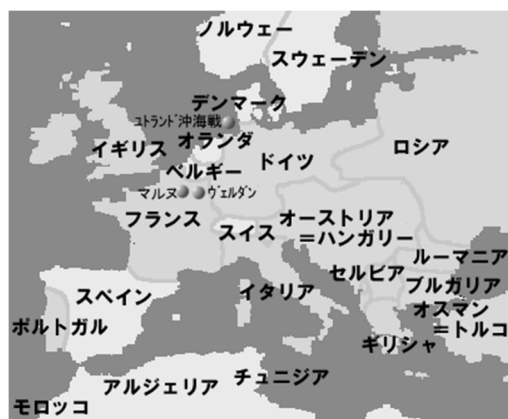 ノルウェー
スウェーデン
デンマーク
ユトランド沖海戦
オランダ
イギリス
ベルギー
ドイツ
ロシア
マルヌ
ヴェルダン
フランス
スイス
オーストリア
=ハンガリー
ルーマニア
セルビア
ブルガリア
スペイン
イタリア
オスマン
=トルコ
ポルトガル
ギリシャ
アルジェリア
チュニジア
モロッコ